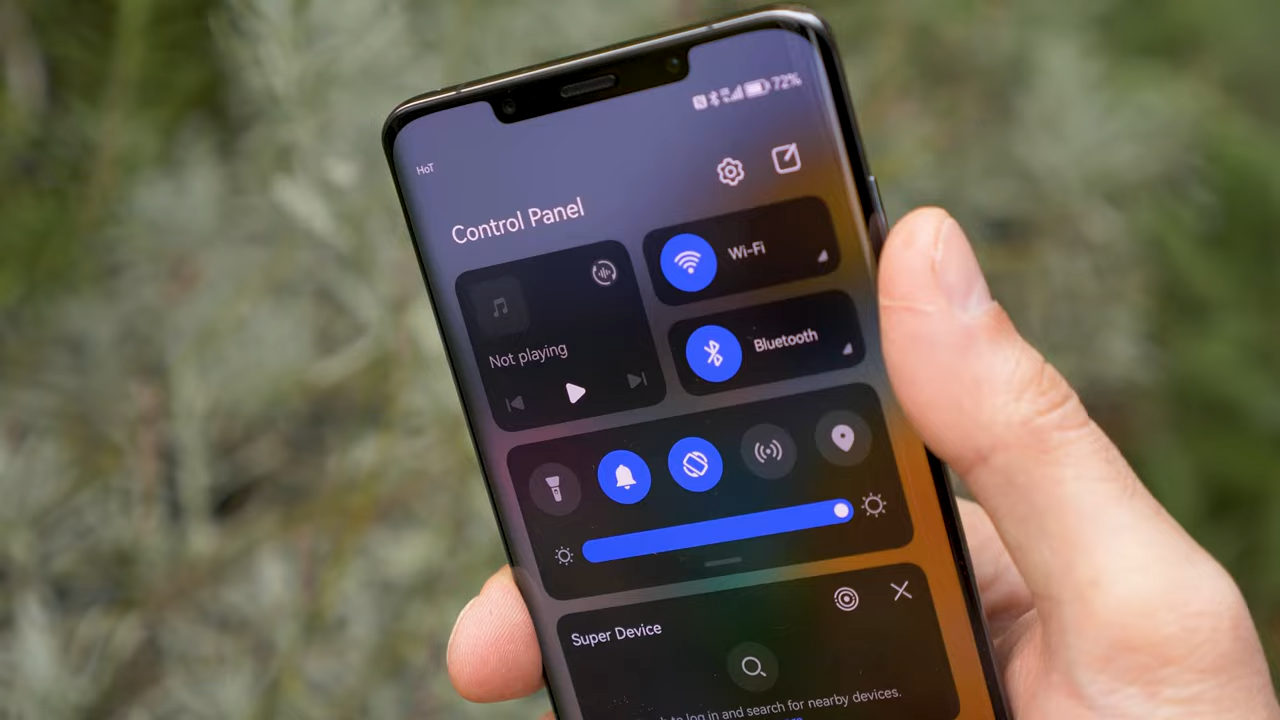 72%
HoT
Control Panel
Wi-Fi
Not playing
Bluetooth
Super Device
to log in and search for nearby devices.